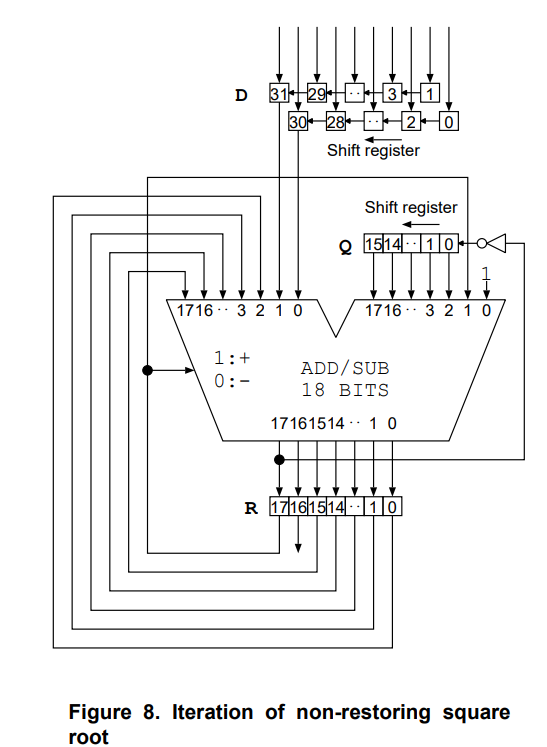 D 31 29 ·· 3 1
30 28 ·· 2 0
Shift register
Shift register
Q 15 14 ·· 1 0
1
17 16 ·· 3 2 1 0 17 16 ·· 3 2 1 0
1:+ ADD/SUB
0:- 18 BITS
17 16 15 14 ·· 1 0
R 17 16 15 14 ·· 1 0
Figure 8. Iteration of non-restoring square
root